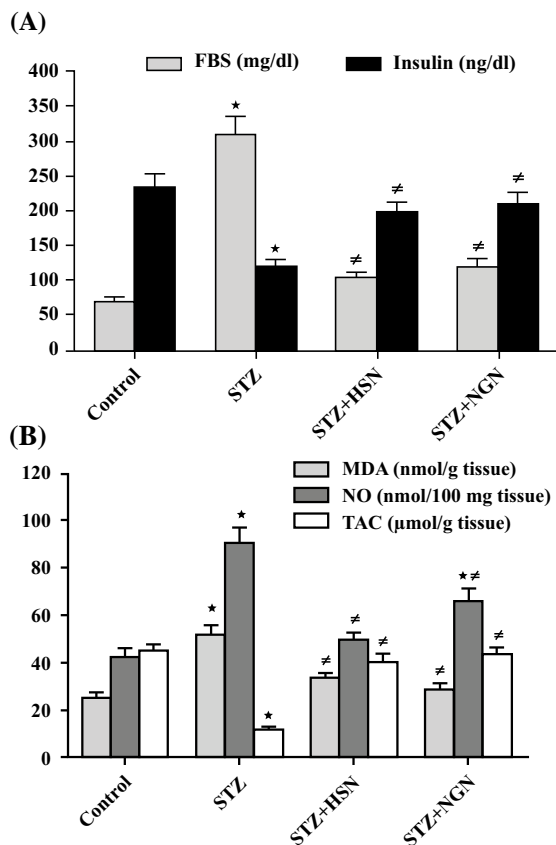 (A)
FBS (mg/dl) Insulin (ng/dl)
400
350
300
250
200
150
100
50
0
★
★
≠
≠
≠
≠
Control
STZ
STZ+HSN
STZ+NGN
(B)
MDA (nmol/g tissue)
NO (nmol/100 mg tissue)
TAC (µmol/g tissue)
120
100
80
60
40
20
0
★
★
★
≠
≠
≠
≠
★≠
≠
Control
STZ
STZ+HSN
STZ+NGN